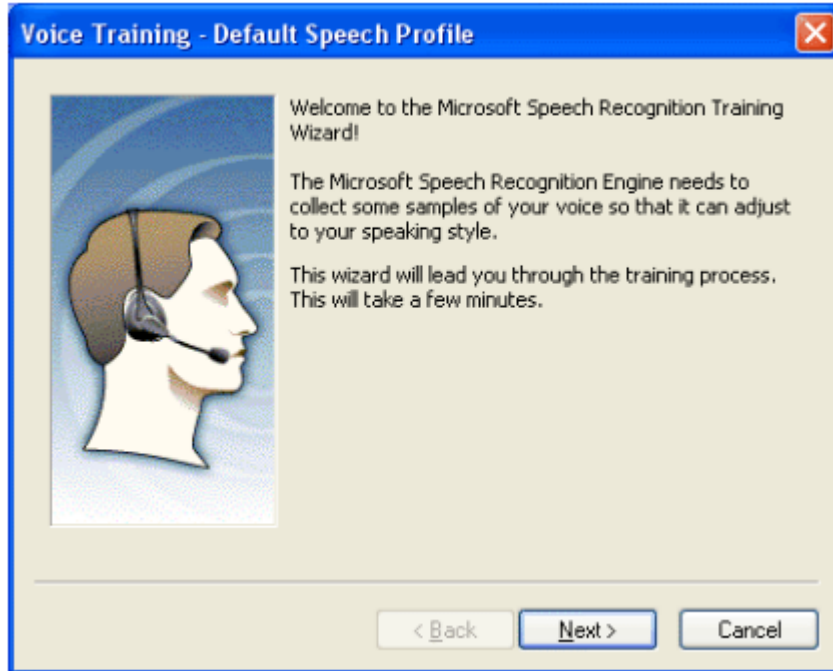 Voice Training - Default Speech Profile
Welcome to the Microsoft Speech Recognition Training
Wizard!
The Microsoft Speech Recognition Engine needs to
collect some samples of your voice so that it can adjust
to your speaking style.
This wizard will lead you through the training process.
This will take a few minutes.
< Back
Next >
Cancel